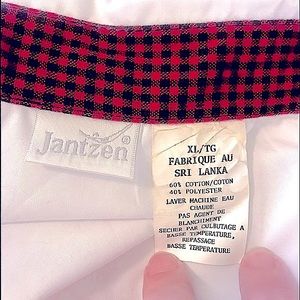 Jantzen®
XL/TG
FABRIQUE AU
SRI LANKA
60% COTTON/COTON
40% POLYESTER
LAVER MACHINE EAU
CHAUDE
PAS AGENT DE
BLANCHIMENT
SECHER PAR CULBUTAGE A
BASSE TEMPERATURE,
REPASSAGE
BASSE TEMPERATURE